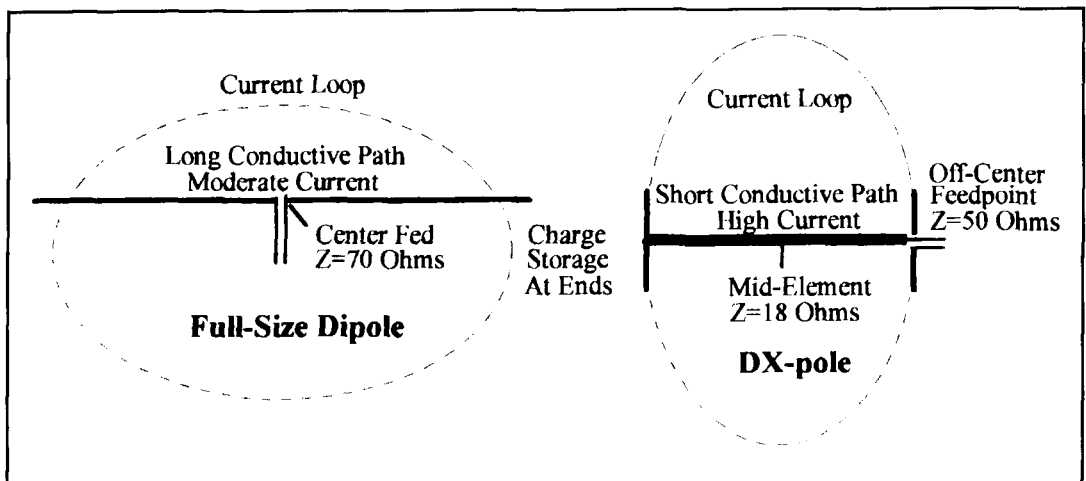 Current Loop
Long Conductive Path
Moderate Current
Center Fed
Z=70 Ohms
Full-Size Dipole
Charge
Storage
At Ends
Current Loop
Short Conductive Path
High Current
Off-Center
Feedpoint
Z=50 Ohms
Mid-Element
Z=18 Ohms
DX-pole